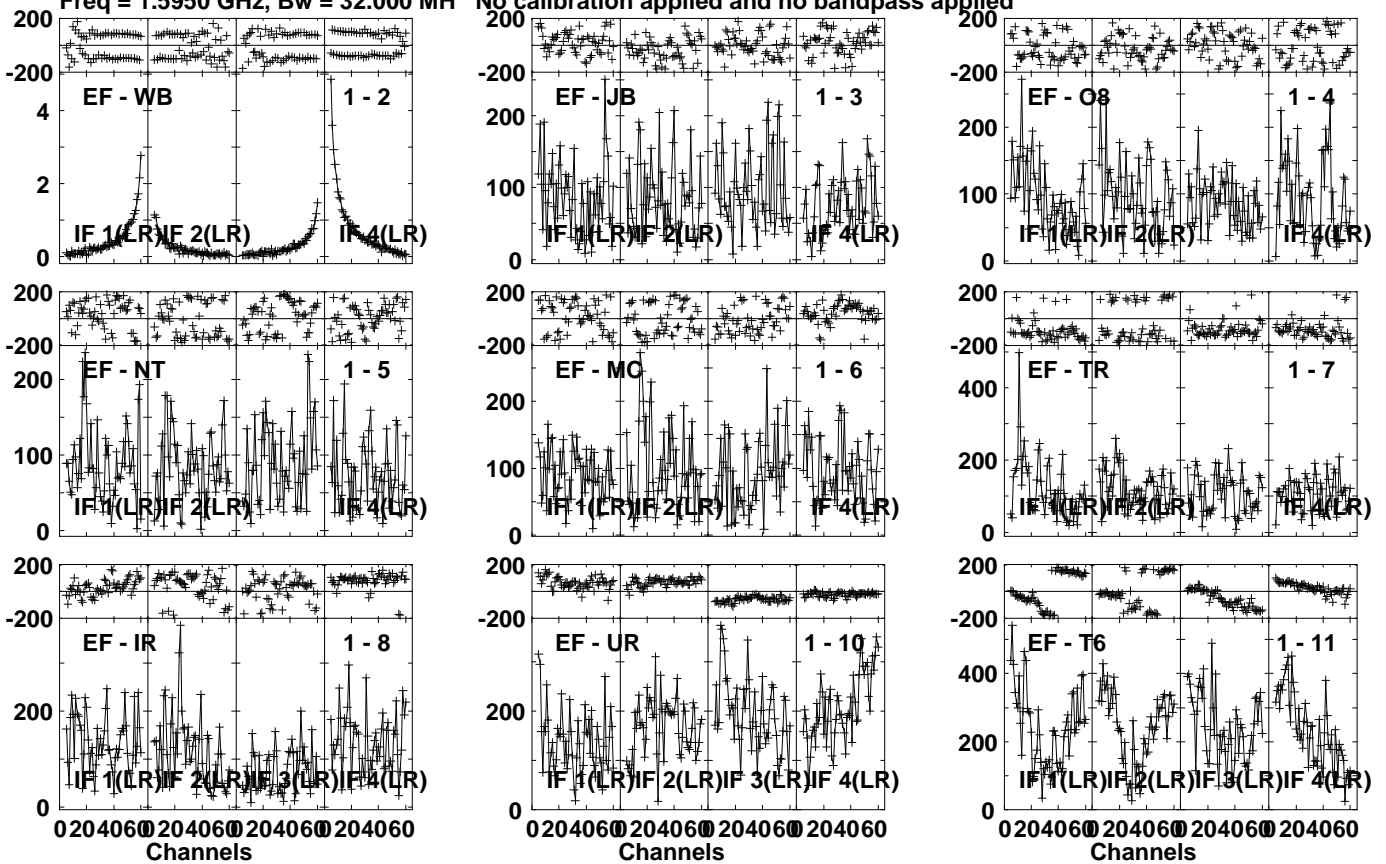 Freq = 1.5950 GHz, Bw = 32.000 MH No calibration applied and no bandpass applied
200
-200
EF - WB 1 - 2
4
2
0
IF 1(LR) IF 2(LR) IF 4(LR)
200
-200
EF - JB 1 - 3
200
100
0
IF 1(LR) IF 2(LR) IF 4(LR)
200
-200
EF - O8 1 - 4
200
100
0
IF 1(LR) IF 2(LR) IF 4(LR)
200
-200
EF - NT 1 - 5
200
100
0
IF 1(LR) IF 2(LR) IF 4(LR)
200
-200
EF - MC 1 - 6
200
100
0
IF 1(LR) IF 2(LR) IF 4(LR)
200
-200
EF - TR 1 - 7
400
200
0
IF 1(LR) IF 2(LR) IF 4(LR)
200
-200
EF - IR 1 - 8
200
0
IF 1(LR) IF 2(LR) IF 3(LR) IF 4(LR)
0 20 40 60 0 20 40 60 0 20 40 60 0 20 40 60
Channels
200
-200
EF - UR 1 - 10
200
0
IF 1(LR) IF 2(LR) IF 3(LR) IF 4(LR)
0 20 40 60 0 20 40 60 0 20 40 60 0 20 40 60
Channels
200
-200
EF - T6 1 - 11
400
200
0
IF 1(LR) IF 2(LR) IF 3(LR) IF 4(LR)
0 20 40 60 0 20 40 60 0 20 40 60 0 20 40 60
Channels